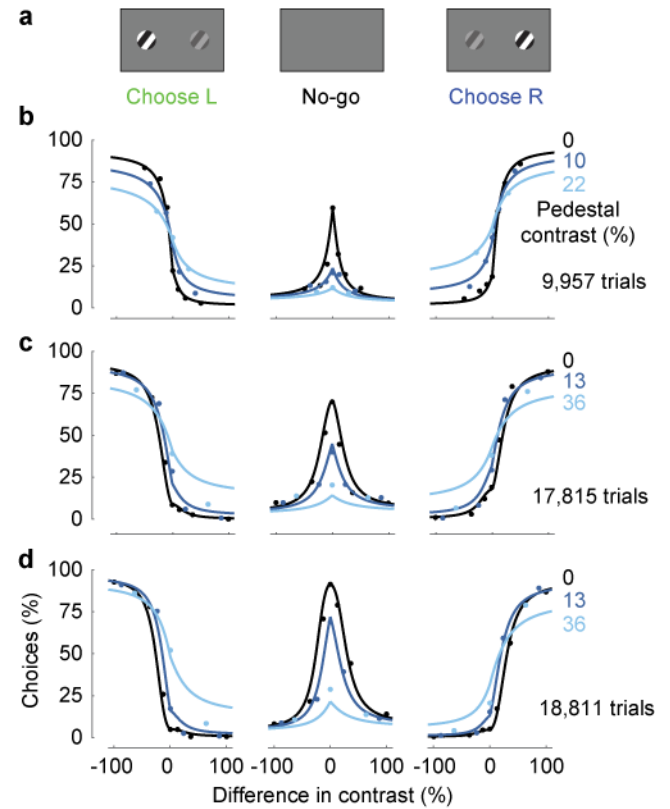 a
Choose L No-go Choose R
b
100
75
50
25
0
0
10
22
Pedestal
contrast (%)
9,957 trials
c
100
75
50
25
0
0
13
36
17,815 trials
d
100
75
50
25
0
Choices (%)
0
13
36
18,811 trials
-100 0 100 -100 0 100 -100 0 100
Difference in contrast (%)